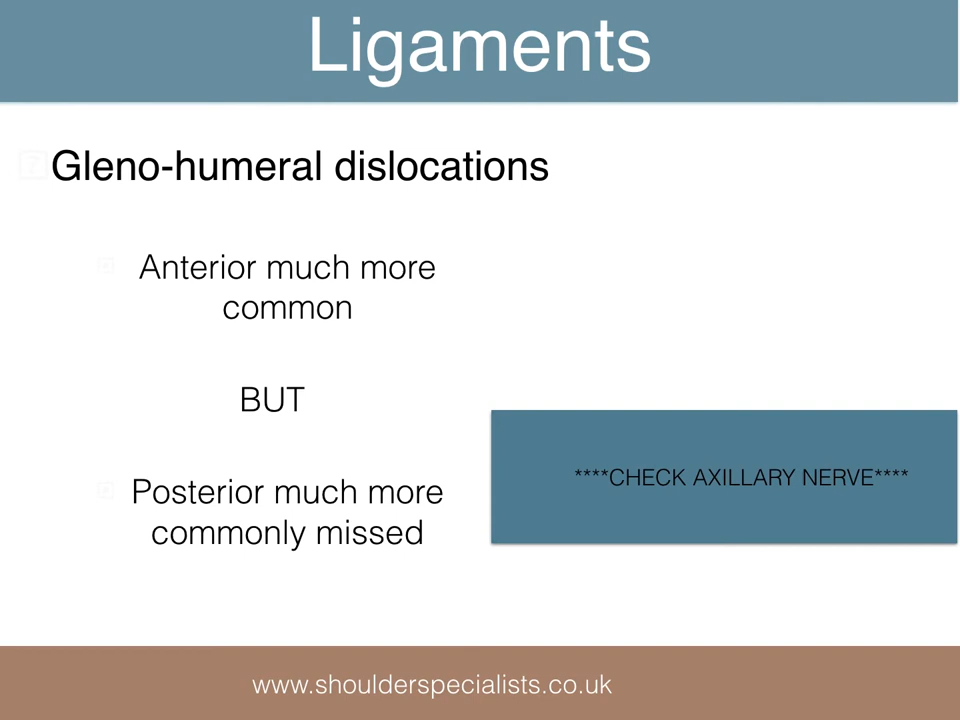 Ligaments
Gleno-humeral dislocations
Anterior much more
common
BUT
Posterior much more
commonly missed
****CHECK AXILLARY NERVE****
www.shoulderspecialists.co.uk